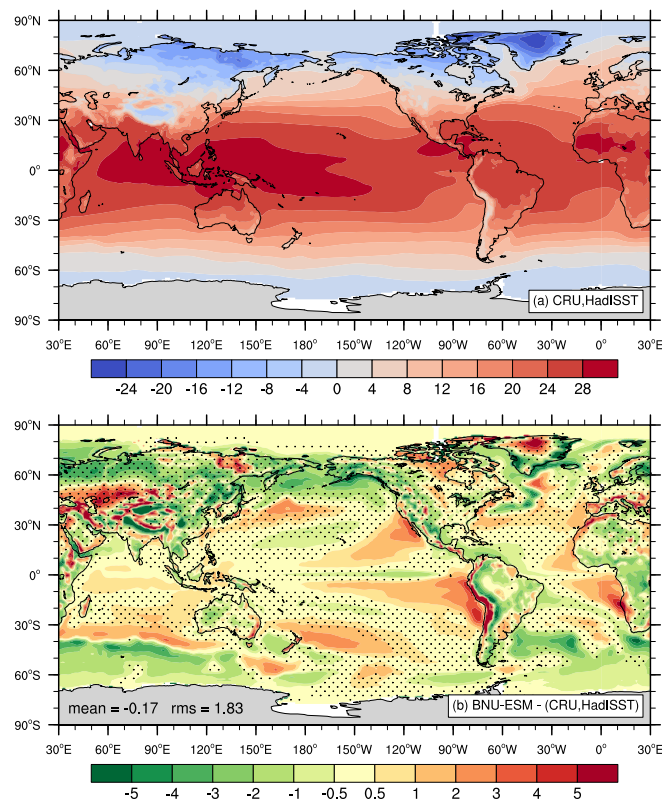 90°N
60°N
30°N
0°
30°S
60°S
90°S
(a) CRU,HadISST
30°E 60°E 90°E 120°E 150°E 180° 150°W 120°W 90°W 60°W 30°W 0° 30°E
-24 -20 -16 -12 -8 -4 0 4 8 12 16 20 24 28
90°N
60°N
30°N
0°
30°S
60°S
mean = -0.17 rms = 1.83 (b) BNU-ESM - (CRU,HadISST)
90°S
30°E 60°E 90°E 120°E 150°E 180° 150°W 120°W 90°W 60°W 30°W 0° 30°E
-5 -4 -3 -2 -1 -0.5 0.5 1 2 3 4 5